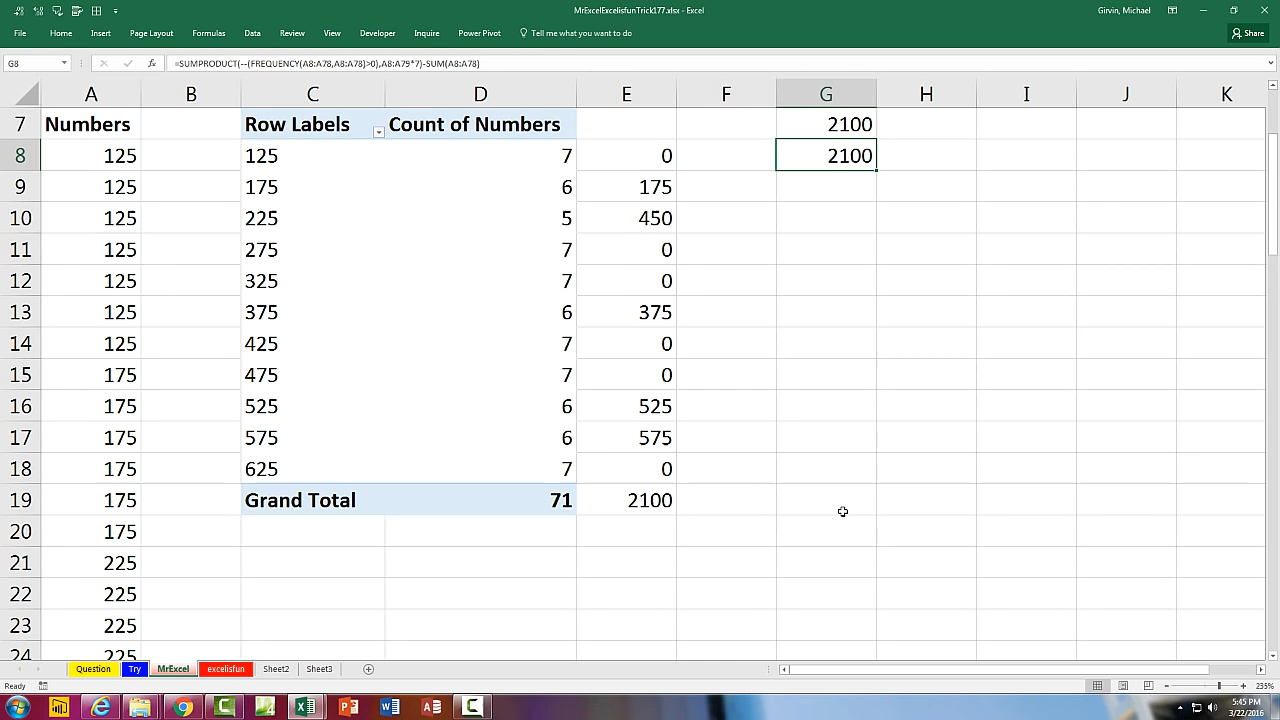 MrExcelExcelisfunTrick177.xlsx - Excel
Girvin, Michael
File Home Insert Page Layout Formulas Data Review View Developer Inquire Power Pivot Tell me what you want to do Share
G8 fx =SUMPRODUCT(--(FREQUENCY(A8:A78,A8:A78)>0),A8:A79*7)-SUM(A8:A78)
A B C D E F G H I J K
7 Numbers Row Labels Count of Numbers 2100
8 125 125 7 0 2100
9 125 175 6 175
10 125 225 5 450
11 125 275 7 0
12 125 325 7 0
13 125 375 6 375
14 125 425 7 0
15 175 475 7 0
16 175 525 6 525
17 175 575 6 575
18 175 625 7 0
19 175 Grand Total 71 2100
20 175
21 225
22 225
23 225
24 225
Question Try MrExcel excelisfun Sheet2 Sheet3
Ready 235%
5:45 PM
3/22/2016